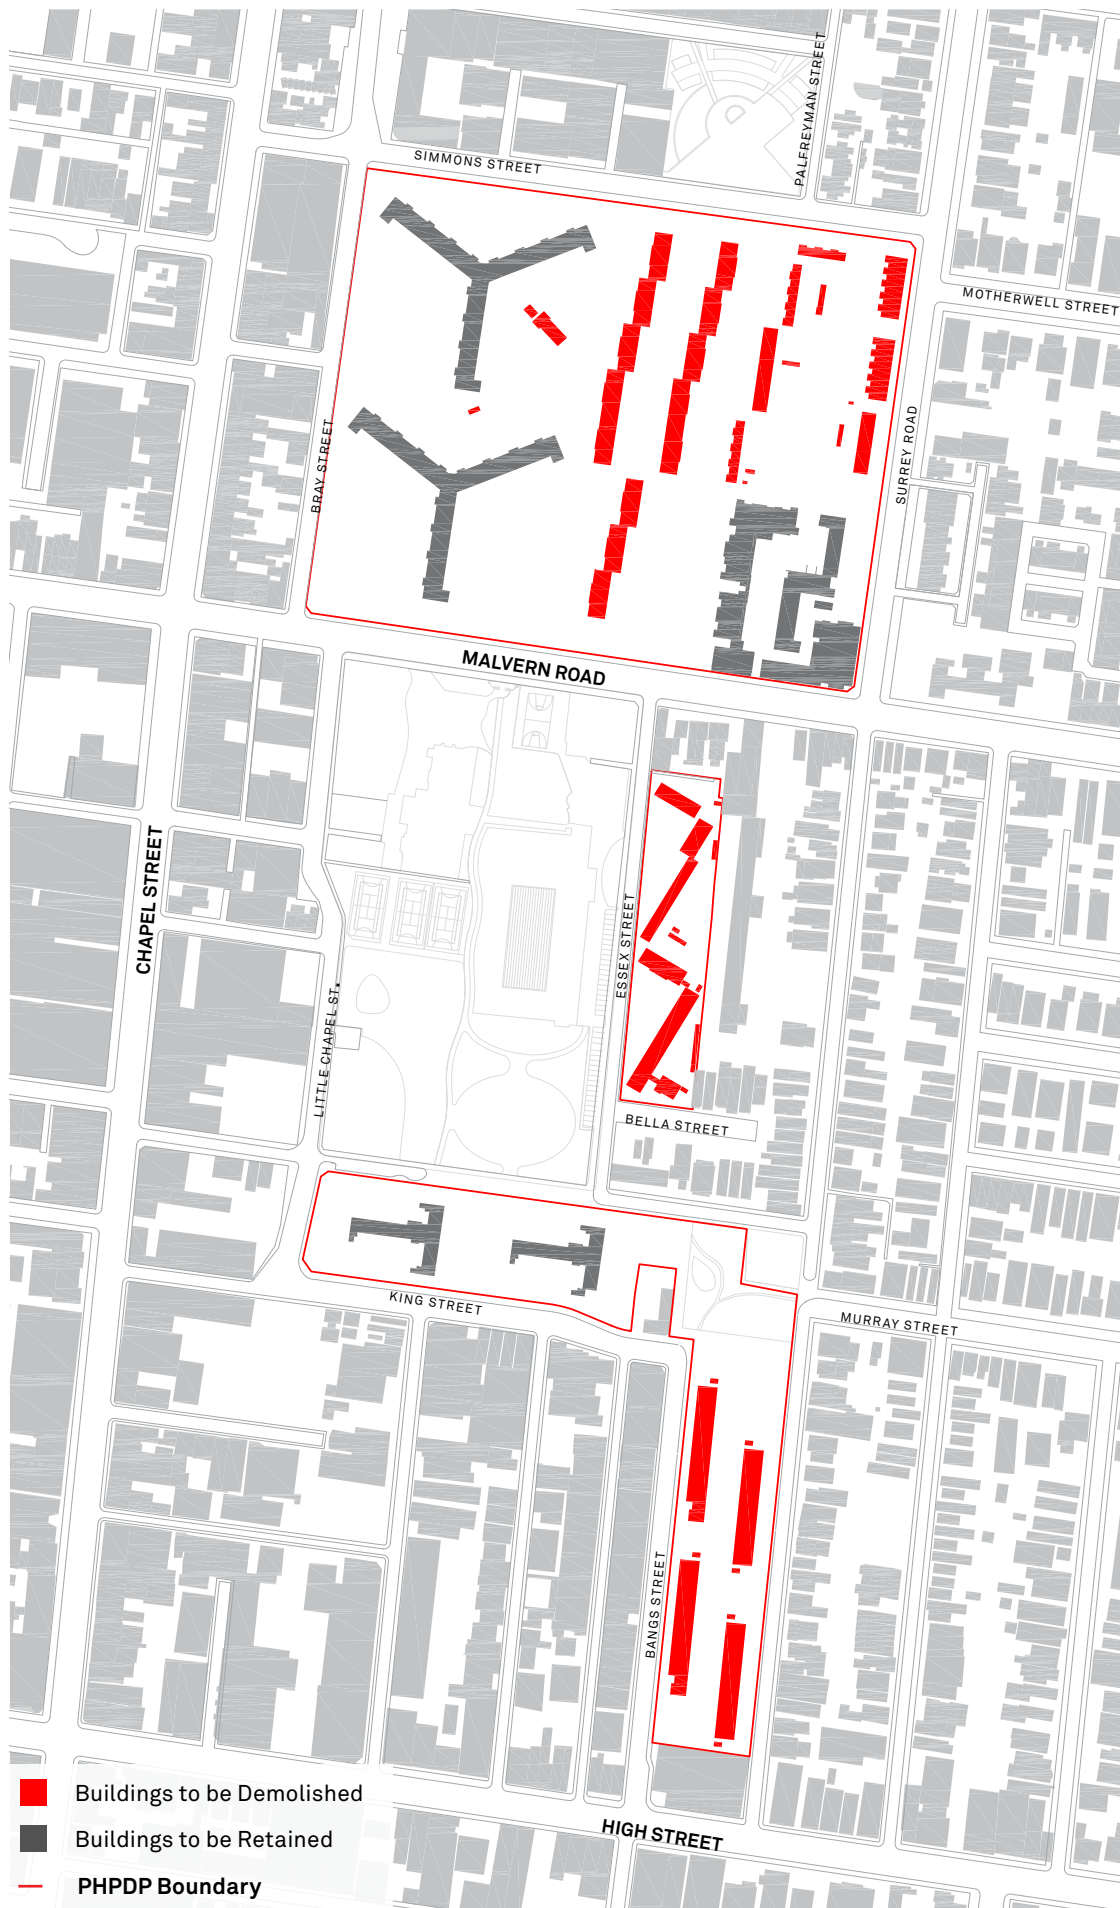 PALFREYMAN STREET
SIMMONS STREET
MOTHERWELL STREET
BRAY STREET
SURREY ROAD
MALVERN ROAD
CHAPEL STREET
ESSEX STREET
LITTLE CHAPEL ST.
BELLA STREET
KING STREET
MURRAY STREET
BANGS STREET
HIGH STREET
Buildings to be Demolished
Buildings to be Retained
PHPDP Boundary